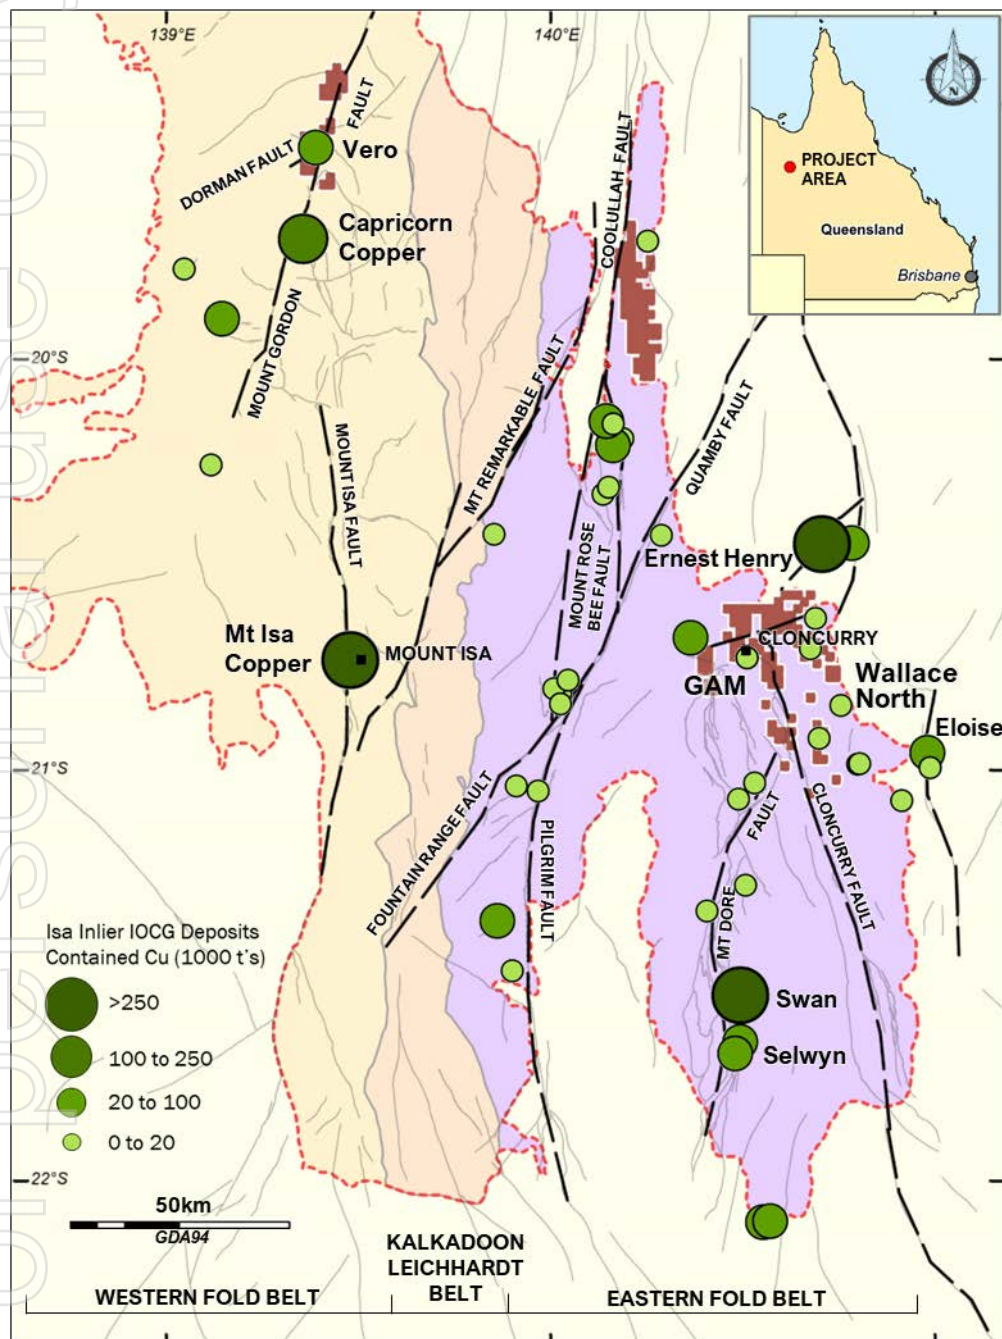 139°E
140°E
N
PROJECT
AREA
Queensland
Brisbane
FAULT
DORMAN FAULT
Vero
Capricorn
Copper
COOLULLAH FAULT
20°S
MOUNT GORDON
MT REMARKABLE FAULT
QUAMBY FAULT
MOUNT ISA FAULT
Ernest Henry
MOUNT ROSE
BEE FAULT
Mt Isa
Copper
MOUNT ISA
CLONCURRY
GAM
Wallace
North
Eloise
21°S
FOUNTAIN RANGE FAULT
PILGRIM FAULT
FAULT
MT DORE
CLONCURRY FAULT
Isa Inlier IOCG Deposits
Contained Cu (1000 t's)
>250
100 to 250
20 to 100
0 to 20
Swan
Selwyn
22°S
50km
GDA94
WESTERN FOLD BELT
KALKADOON
LEICHHARDT
BELT
EASTERN FOLD BELT